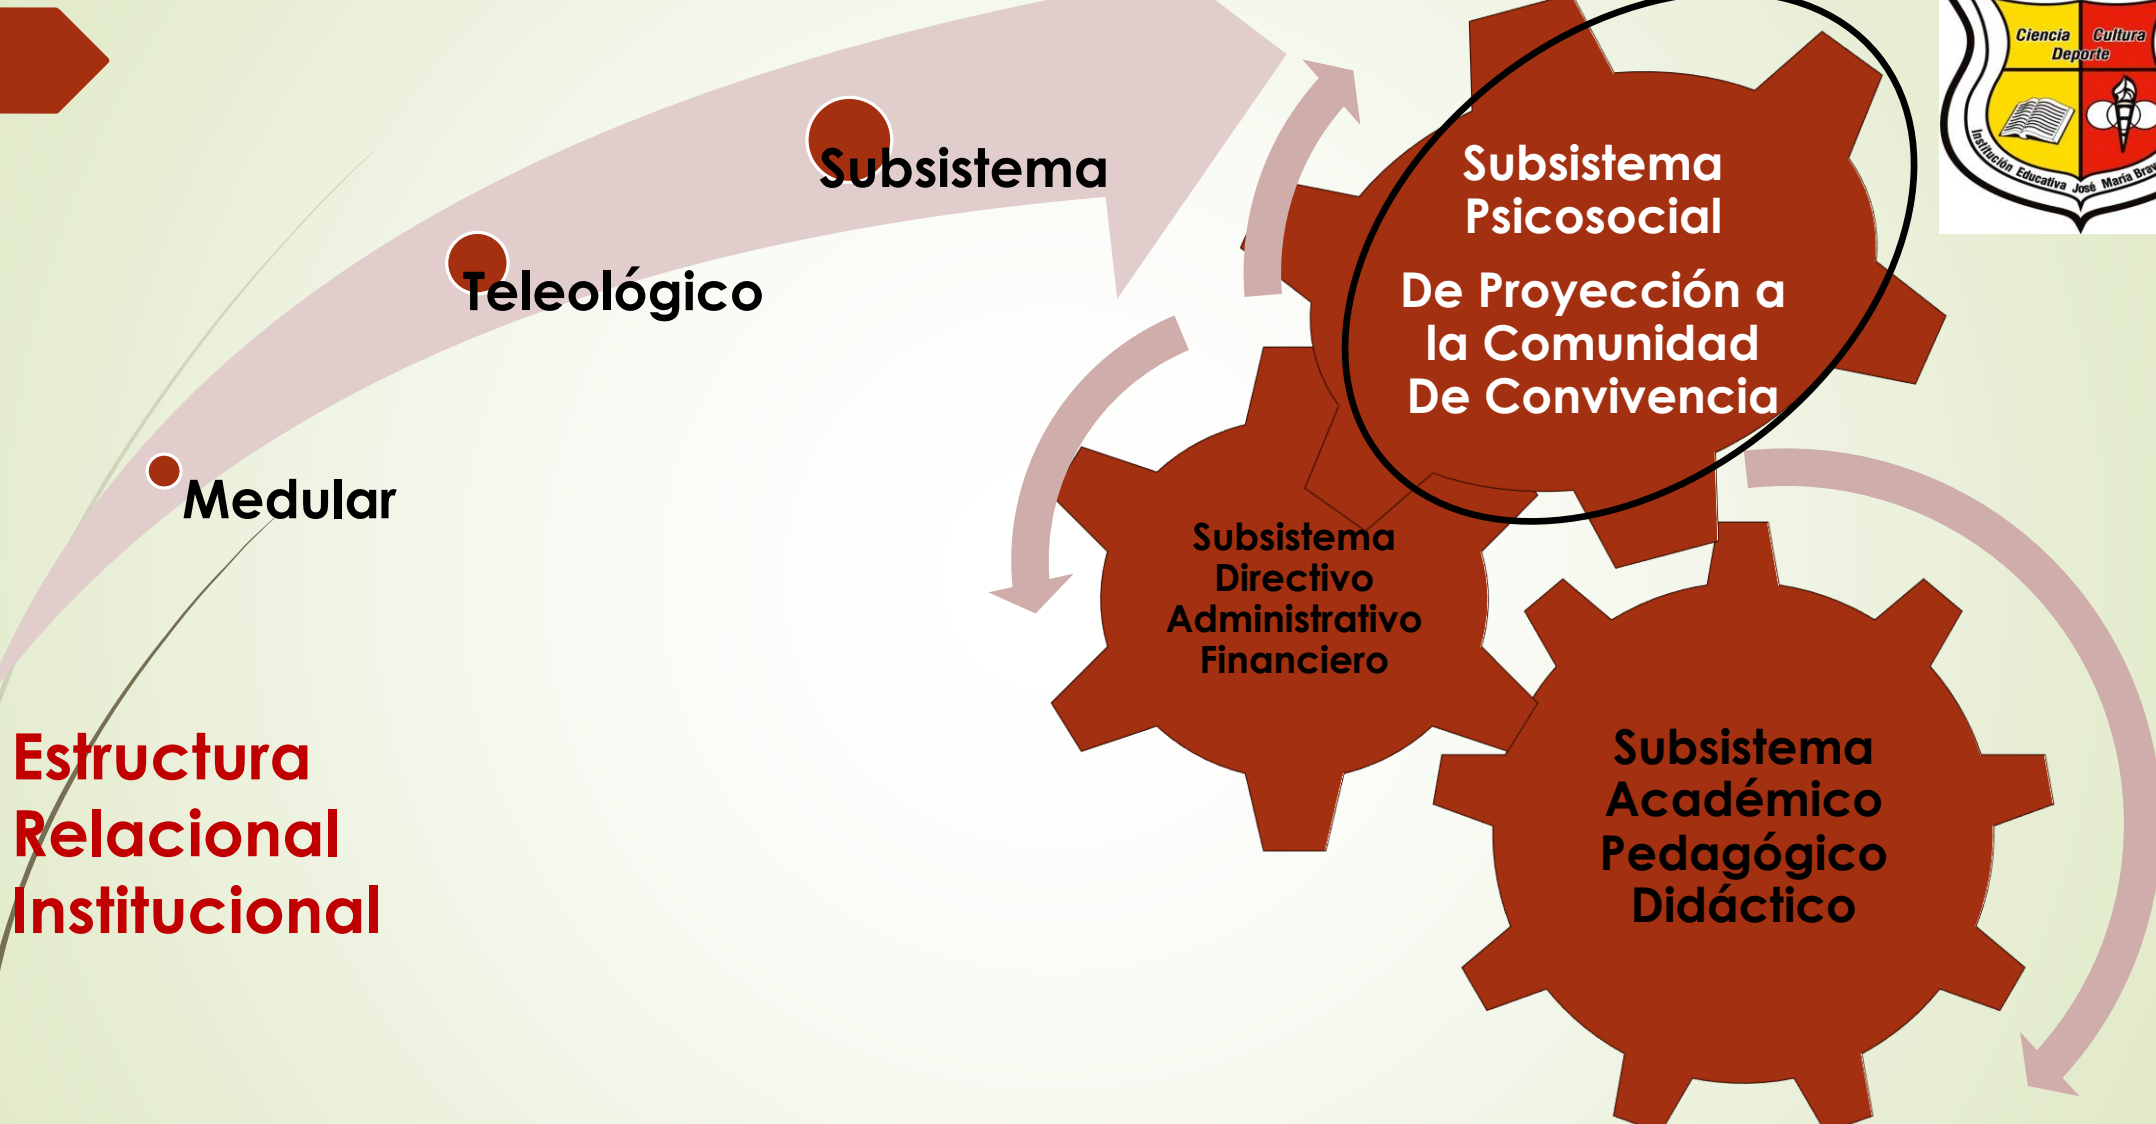 Estructura
Relacional
Institucional
Medular
Teleológico
Subsistema
Subsistema
Psicosocial
De Proyección a
la Comunidad
De Convivencia
Subsistema
Directivo
Administrativo
Financiero
Subsistema
Académico
Pedagógico
Didáctico
Ciencia Cultura
Deporte
Institución Educativa José María